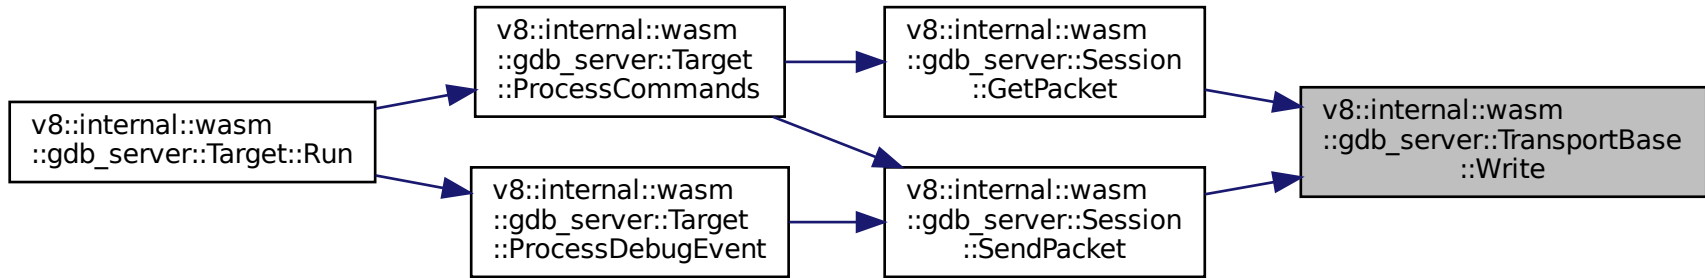 v8::internal::wasm
::gdb_server::Target::Run
v8::internal::wasm
::gdb_server::Target
::ProcessCommands
v8::internal::wasm
::gdb_server::Target
::ProcessDebugEvent
v8::internal::wasm
::gdb_server::Session
::GetPacket
v8::internal::wasm
::gdb_server::Session
::SendPacket
v8::internal::wasm
::gdb_server::TransportBase
::Write